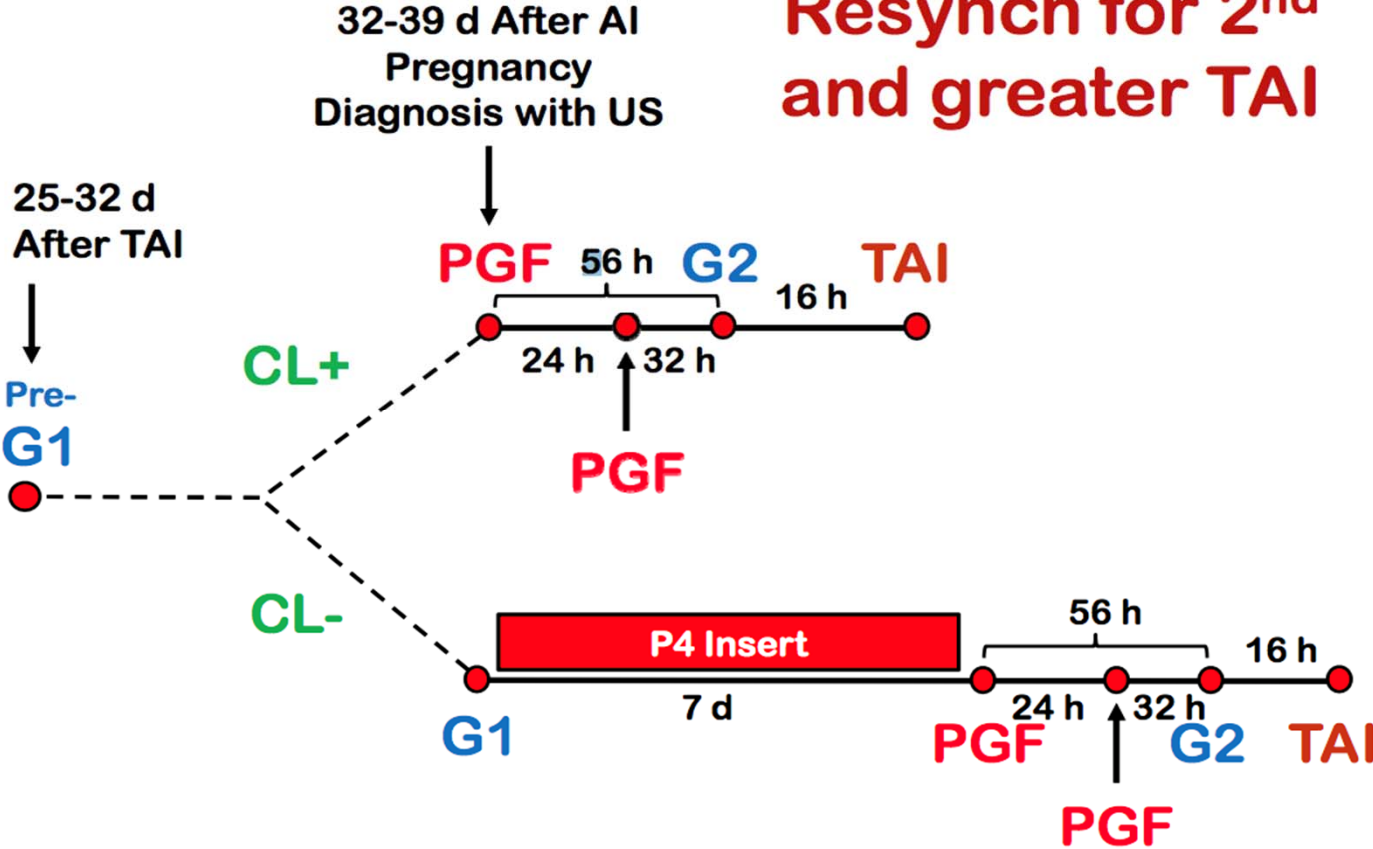 32-39 d After AI
Pregnancy
Diagnosis with US
Resynch for 2nd
and greater TAI
25-32 d
After TAI
Pre-
G1
CL+
PGF
56 h
G2
16 h
TAI
24 h
32 h
PGF
CL-
P4 Insert
7 d
G1
56 h
16 h
24 h
32 h
PGF
G2
TAI
PGF